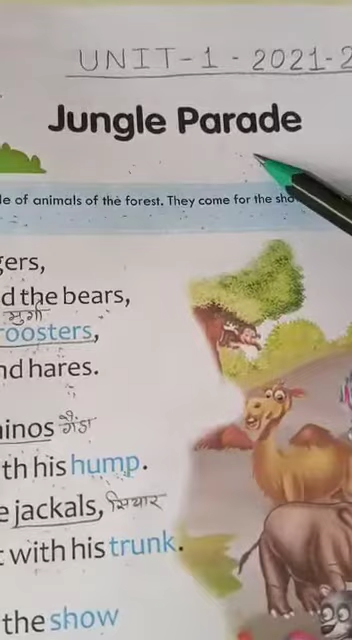 UNIT-1-2021-2
Jungle Parade
le of animals of the forest. They come for the sho
gers,
d the bears,
मुर्गा
roosters,
nd hares.
inos गैंडा
th his hump.
e jackals, सियार
t with his trunk.
the show